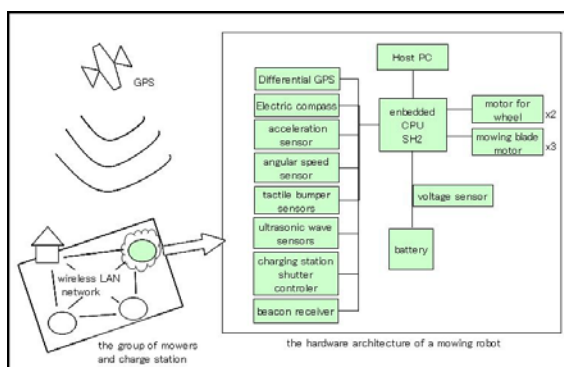 GPS
wireless LAN
network
the group of mowers
and charge station
Host PC
Differential GPS
Electric compass
acceleration
sensor
angular speed
sensor
tactile bumper
sensors
ultrasonic wave
sensors
charging station
shutter
controler
beacon receiver
enbedded
CPU
SH2
motor for
wheel
x2
mowing blade
motor
x3
voltage sensor
battery
the hardware architecture of a mowing robot